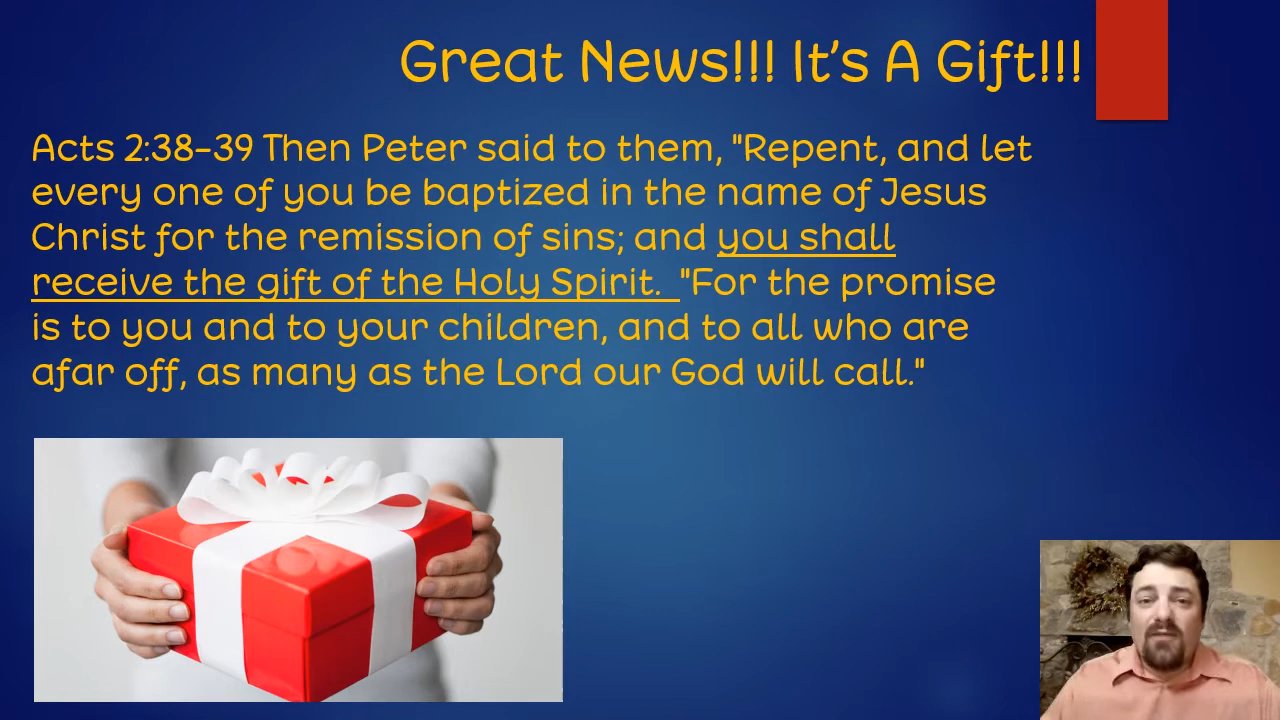 Great News!!! It's A Gift!!!
Acts 2:38-39 Then Peter said to them, "Repent, and let
every one of you be baptized in the name of Jesus
Christ for the remission of sins; and you shall
receive the gift of the Holy Spirit.  "For the promise
is to you and to your children, and to all who are
afar off, as many as the Lord our God will call."